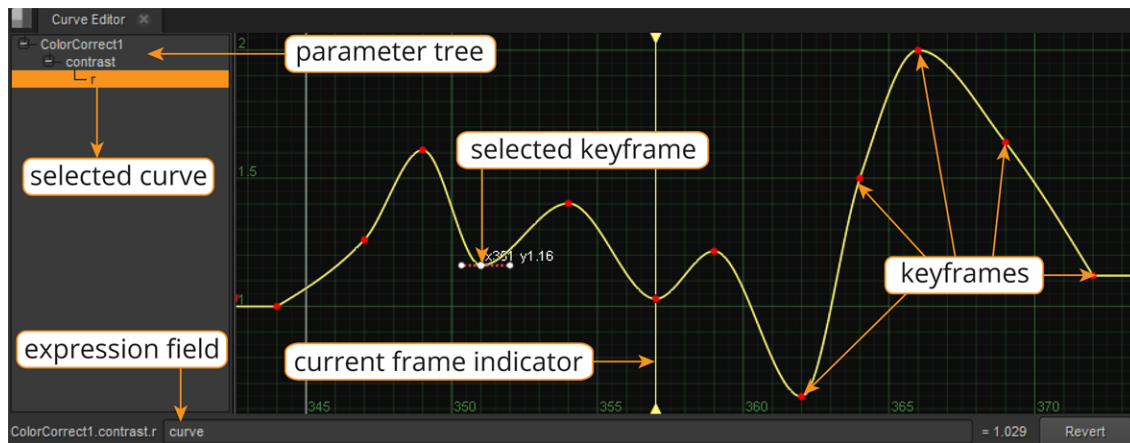 Curve Editor
ColorCorrect1
contrast
r
parameter tree
selected curve
selected keyframe
x351 y1.16
keyframes
current frame indicator
expression field
2
1.5
1
345
350
355
360
365
370
ColorCorrect1.contrast.r
curve
= 1.029
Revert